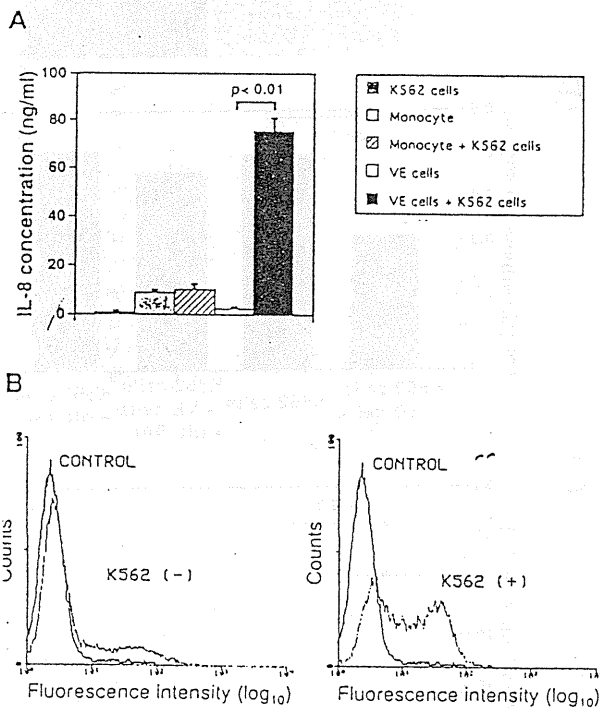 A
IL-8 concentration (ng/ml)
100
80
60
40
20
0
p< 0.01
K562 cells
Monocyte
Monocyte + K562 cells
VE cells
VE cells + K562 cells
B
Counts
CONTROL
K562 (-)
Fluorescence intensity (log10)
Counts
CONTROL
K562 (+)
Fluorescence intensity (log10)